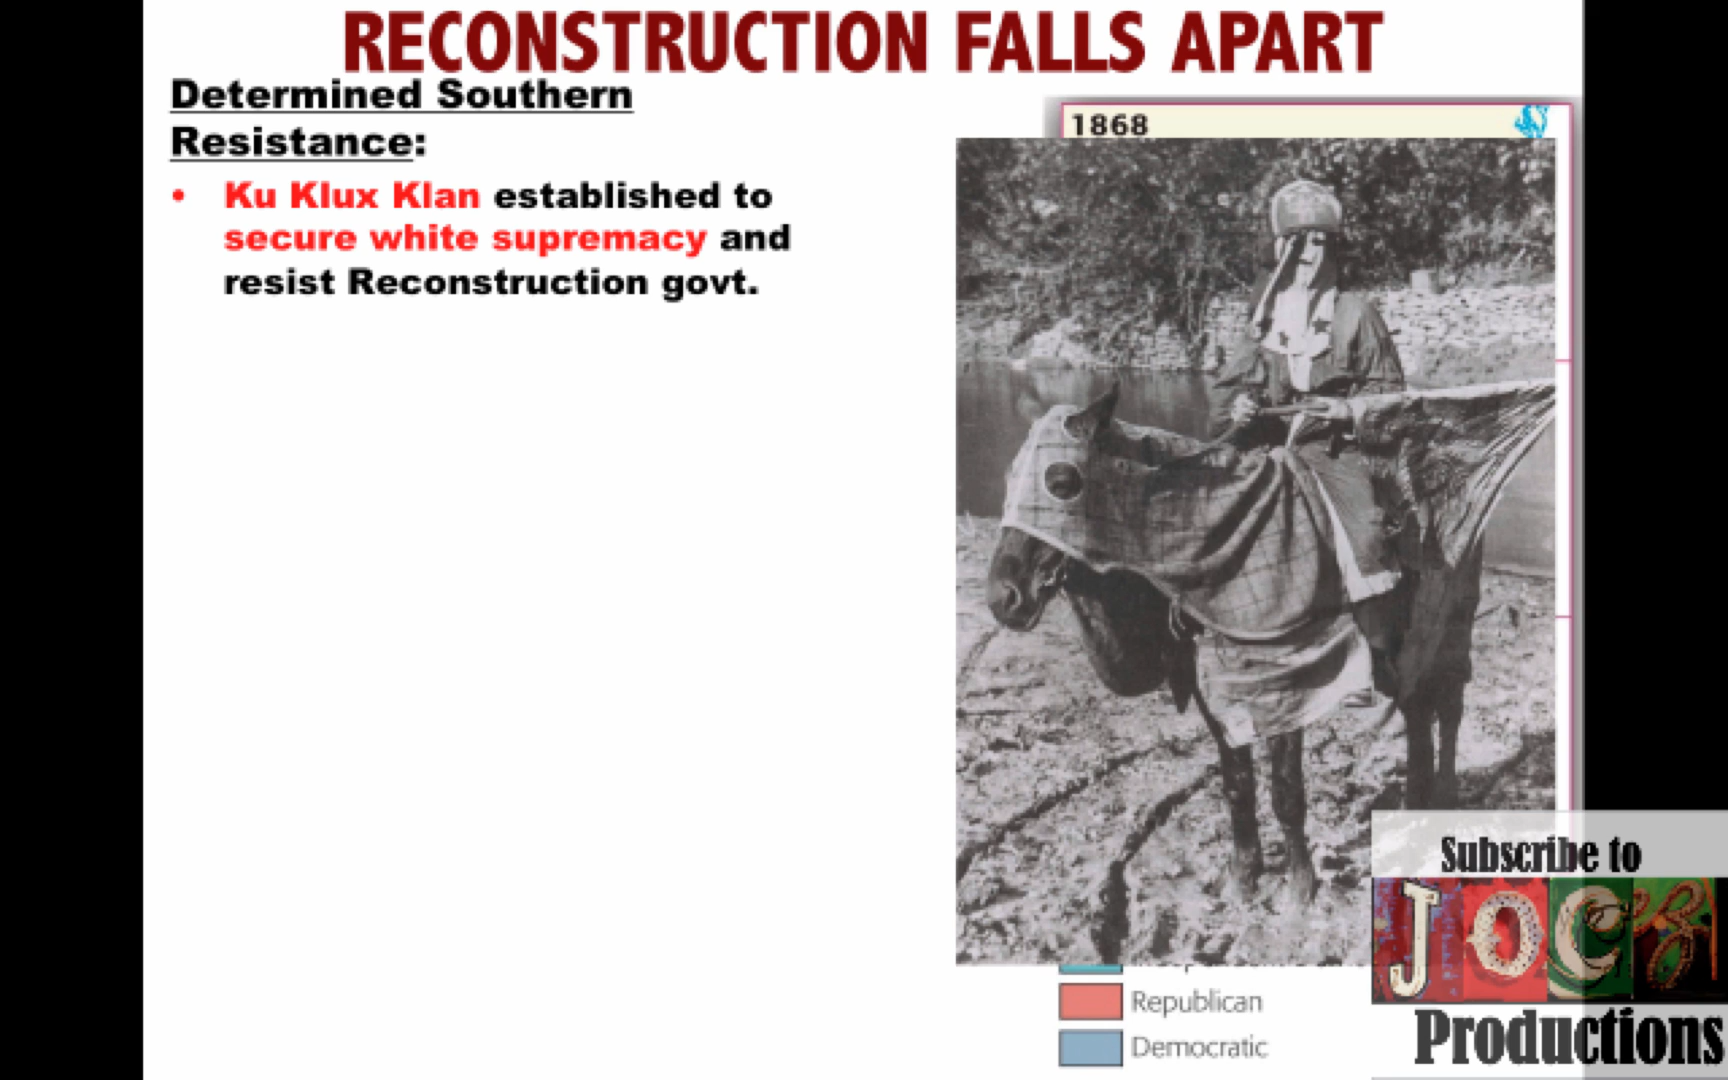 RECONSTRUCTION FALLS APART
Determined Southern
Resistance:
• Ku Klux Klan established to
secure white supremacy and
resist Reconstruction govt.
1868
Republican
Democratic
Subscribe to
JOCZ
Productions